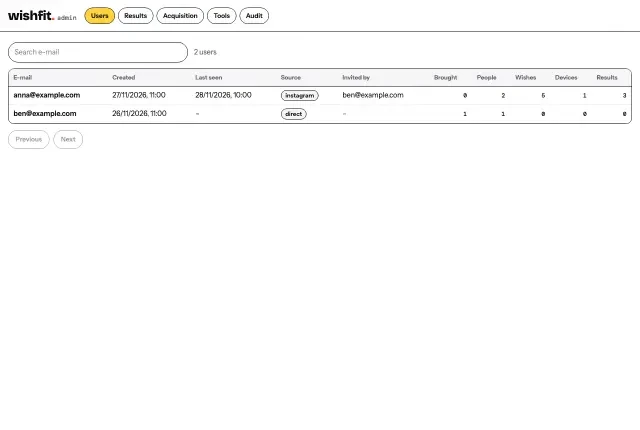 wishfit. admin Users Results Acquisition Tools Audit
Search e-mail 2 users
E-mail Created Last seen Source Invited by Brought People Wishes Devices Results
anna@example.com 27/11/2026, 11:00 28/11/2026, 10:00 instagram ben@example.com 0 2 5 1 3
ben@example.com 26/11/2026, 11:00 – direct – 1 1 0 0 0
Previous Next